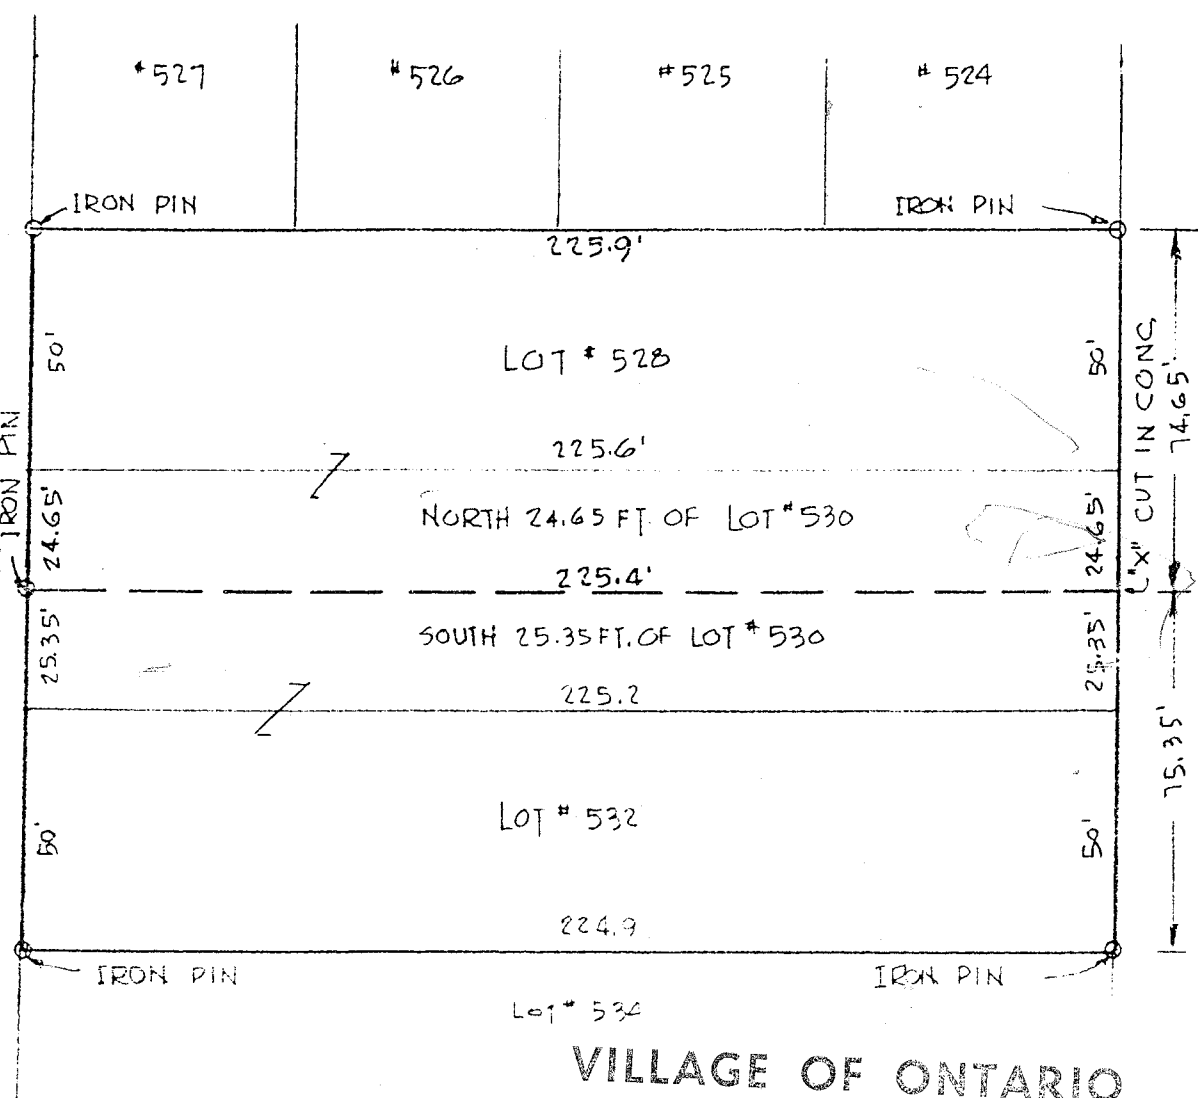 # 527
# 526
# 525
# 524
IRON PIN
IRON PIN
225.9'
50'
LOT # 528
50'
"X" CUT IN CONC.
74.65'
IRON PIN
225.6'
24.65'
NORTH 24.65 FT. OF LOT # 530
24.65'
225.4'
25.35'
SOUTH 25.35 FT. OF LOT # 530
25.35'
225.2
75.35'
50'
LOT # 532
50'
224.9
IRON PIN
IRON PIN
LOT # 534
VILLAGE OF ONTARIO